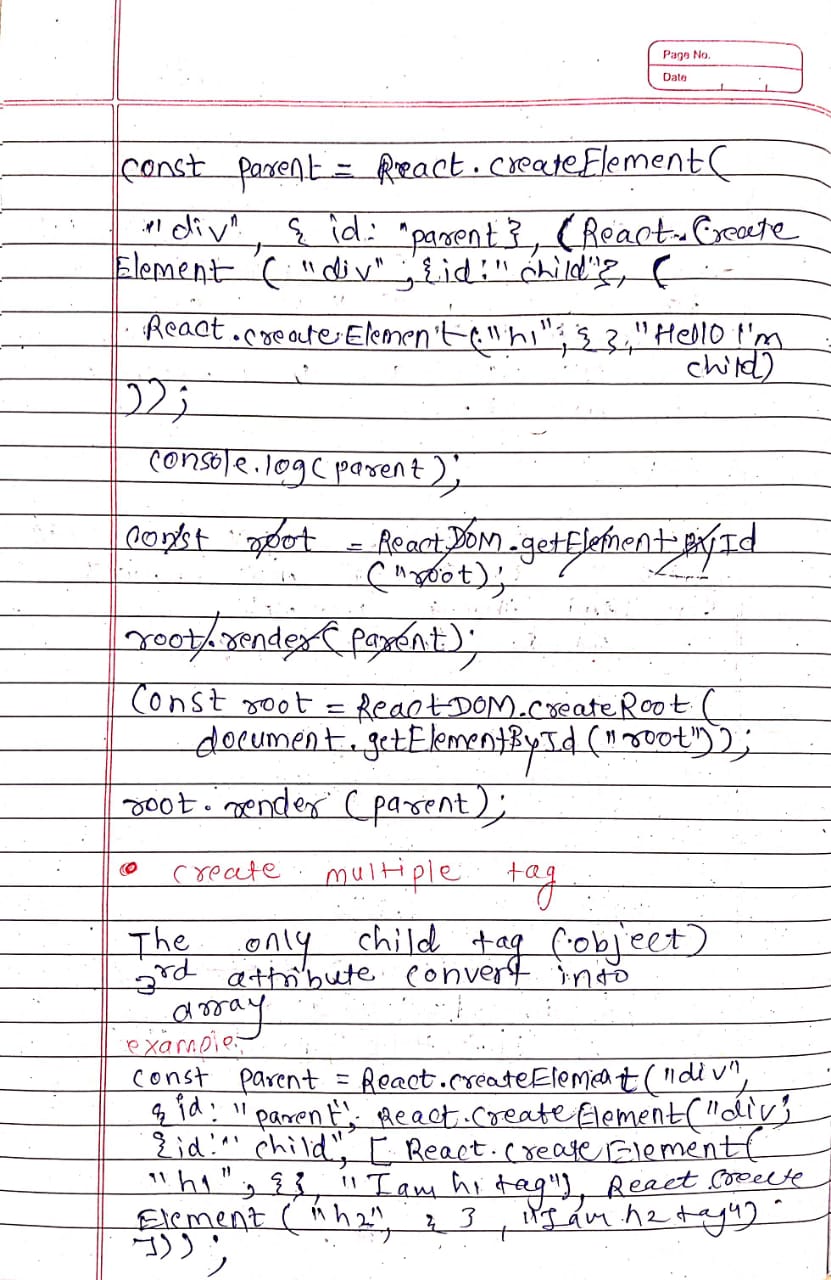 Page No.
Date
const parent = React.createElement(
"div", { id: "parent}, (React.Create
Element ( "div" , {id:"child"}, (
React.createElement("h1", { }, "Hello I'm
child)
));
console.log(parent);
const root = ReactDOM.getElementById
("root);
root.render(parent);
Const root = ReactDOM.createRoot(
document.getElementById("root"));
root.render(parent);
create multiple tag
The only child tag (object)
3rd attribute convert into
array
example:
const parent = React.createElement("div",
{id: "parent", React.createElement("div,
{id:"child", [ React.createElement(
"h1", {}, "I am h1 tag"), React.create
Element ("h2", { } , "I am h2 tag")
]));